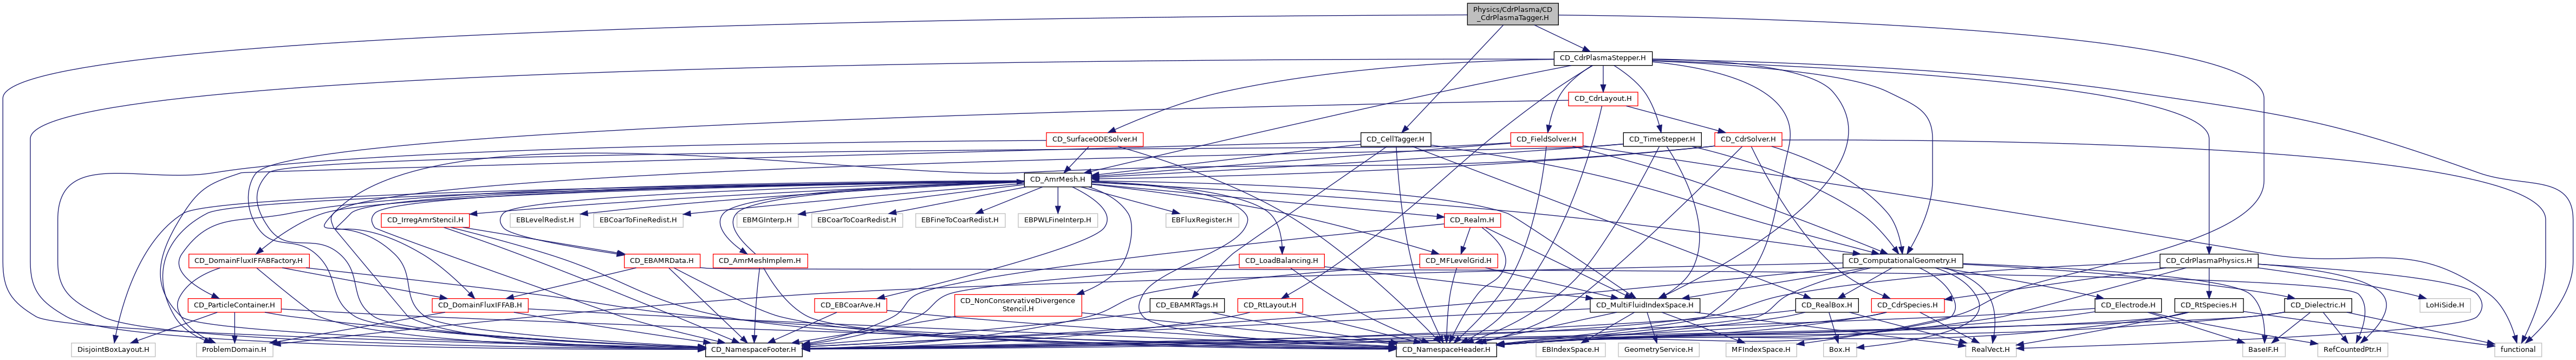 Physics/CdrPlasma/CD
_CdrPlasmaTagger.H
CD_CdrPlasmaStepper.H
CD_CdrLayout.H
CD_SurfaceODESolver.H
CD_CellTagger.H
CD_FieldSolver.H
CD_TimeStepper.H
CD_CdrSolver.H
CD_AmrMesh.H
CD_IrregAmrStencil.H
EBLevelRedist.H
EBCoarToFineRedist.H
EBMGInterp.H
EBCoarToCoarRedist.H
EBFineToCoarRedist.H
EBPWLFineInterp.H
EBFluxRegister.H
CD_Realm.H
CD_DomainFluxIFFABFactory.H
CD_EBAMRData.H
CD_AmrMeshImplem.H
CD_LoadBalancing.H
CD_MFLevelGrid.H
CD_ComputationalGeometry.H
CD_CdrPlasmaPhysics.H
CD_ParticleContainer.H
CD_DomainFluxIFFAB.H
CD_EBCoarAve.H
CD_NonConservativeDivergence
Stencil.H
CD_EBAMRTags.H
CD_RtLayout.H
CD_MultiFluidIndexSpace.H
CD_RealBox.H
CD_CdrSpecies.H
CD_Electrode.H
CD_RtSpecies.H
CD_Dielectric.H
LoHiSide.H
DisjointBoxLayout.H
ProblemDomain.H
CD_NamespaceFooter.H
CD_NamespaceHeader.H
EBIndexSpace.H
GeometryService.H
MFIndexSpace.H
Box.H
RealVect.H
BaseIF.H
RefCountedPtr.H
functional